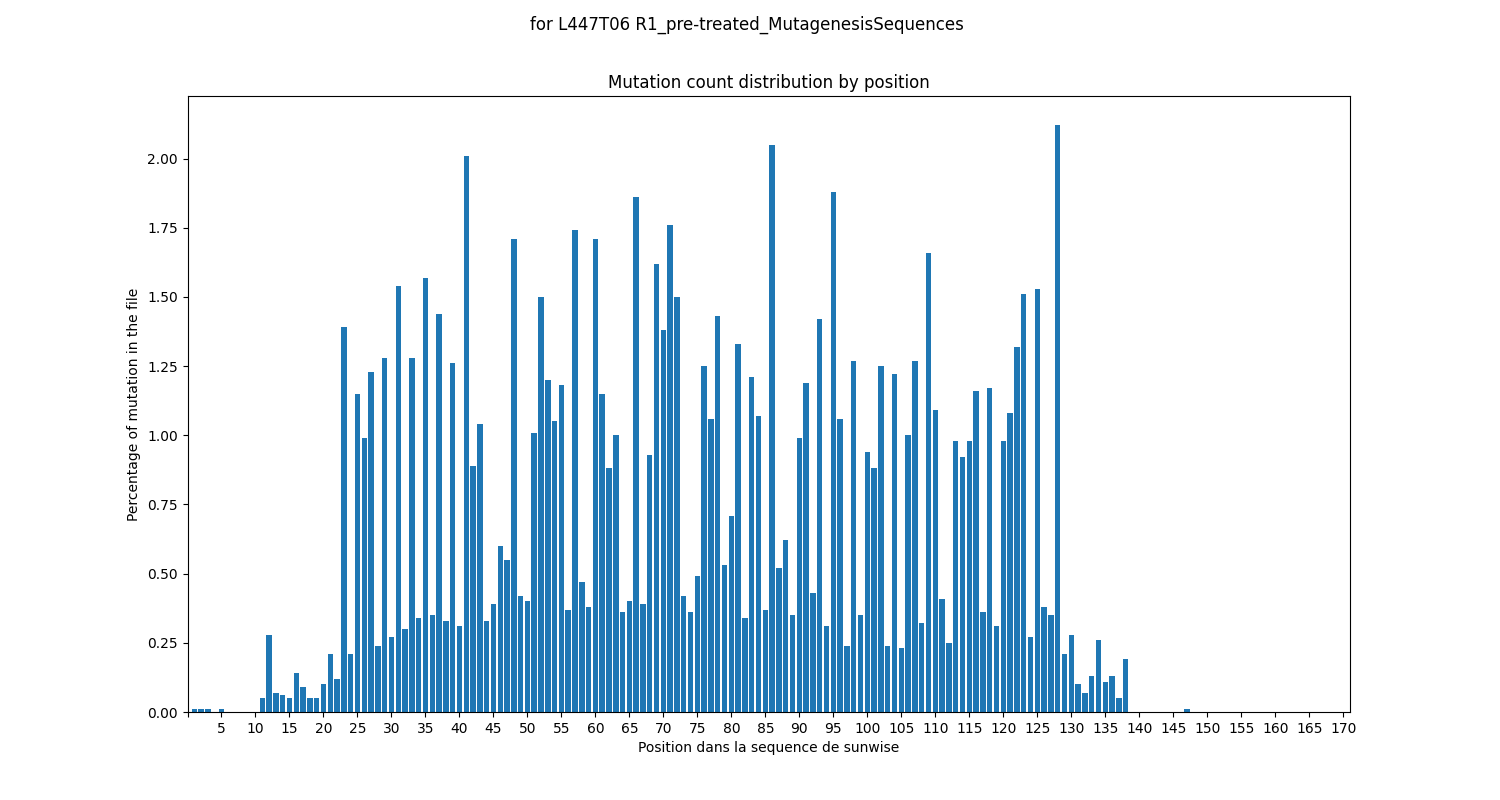 for L447T06 R1_pre-treated_MutagenesisSequences
Mutation count distribution by position
Percentage of mutation in the file
2.00
1.75
1.50
1.25
1.00
0.75
0.50
0.25
0.00
5 10 15 20 25 30 35 40 45 50 55 60 65 70 75 80 85 90 95 100 105 110 115 120 125 130 135 140 145 150 155 160 165 170
Position dans la sequence de sunwise